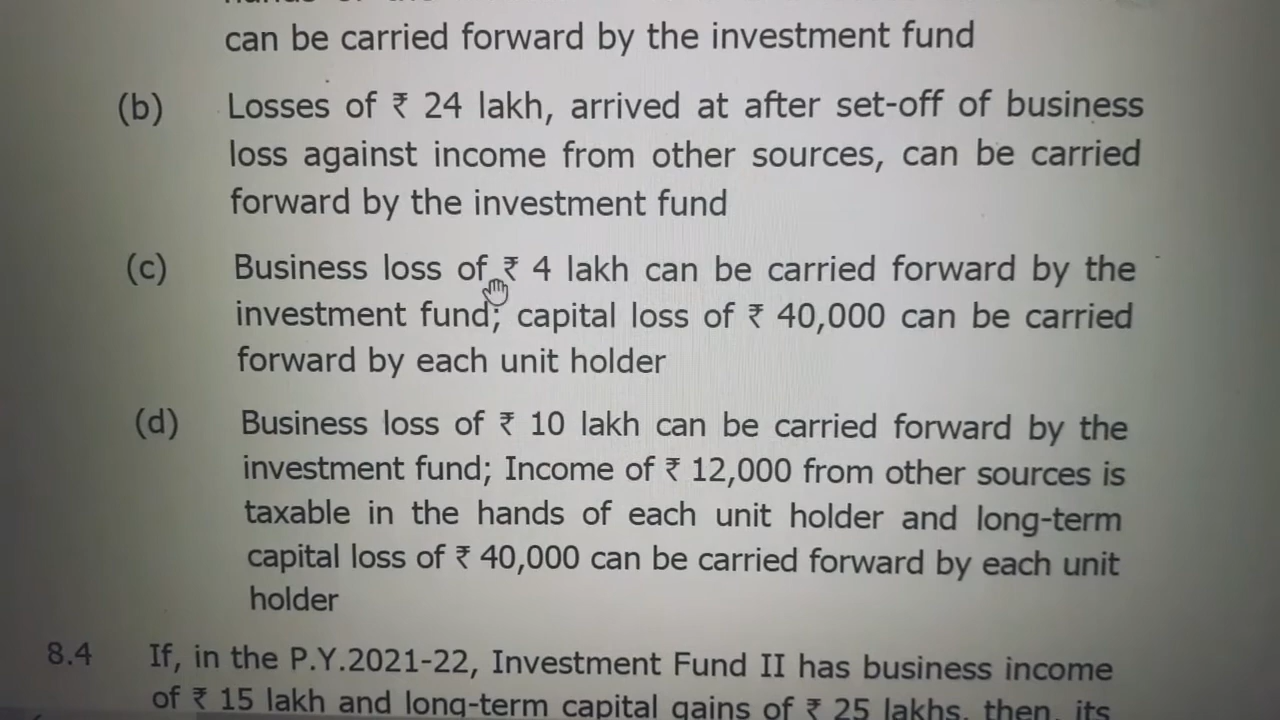 can be carried forward by the investment fund
(b) Losses of ₹ 24 lakh, arrived at after set-off of business
loss against income from other sources, can be carried
forward by the investment fund
(c) Business loss of ₹ 4 lakh can be carried forward by the
investment fund; capital loss of ₹ 40,000 can be carried
forward by each unit holder
(d) Business loss of ₹ 10 lakh can be carried forward by the
investment fund; Income of ₹ 12,000 from other sources is
taxable in the hands of each unit holder and long-term
capital loss of ₹ 40,000 can be carried forward by each unit
holder
8.4 If, in the P.Y.2021-22, Investment Fund II has business income
of ₹ 15 lakh and long-term capital gains of ₹ 25 lakhs, then, its